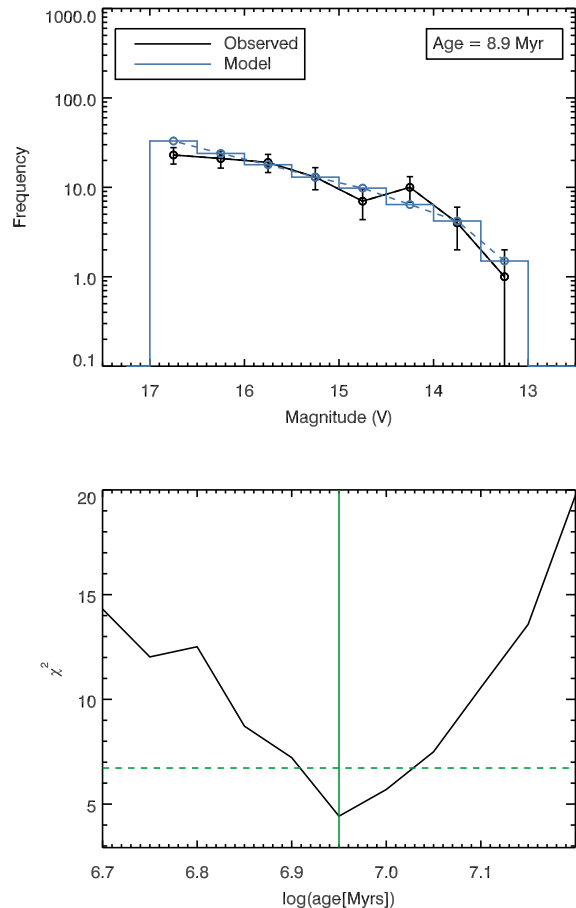 1000.0
Observed
Model
Age = 8.9 Myr
100.0
10.0
1.0
0.1
Frequency
17 16 15 14 13
Magnitude (V)
20
15
10
5
χ²
6.7 6.8 6.9 7.0 7.1
log(age[Myrs])